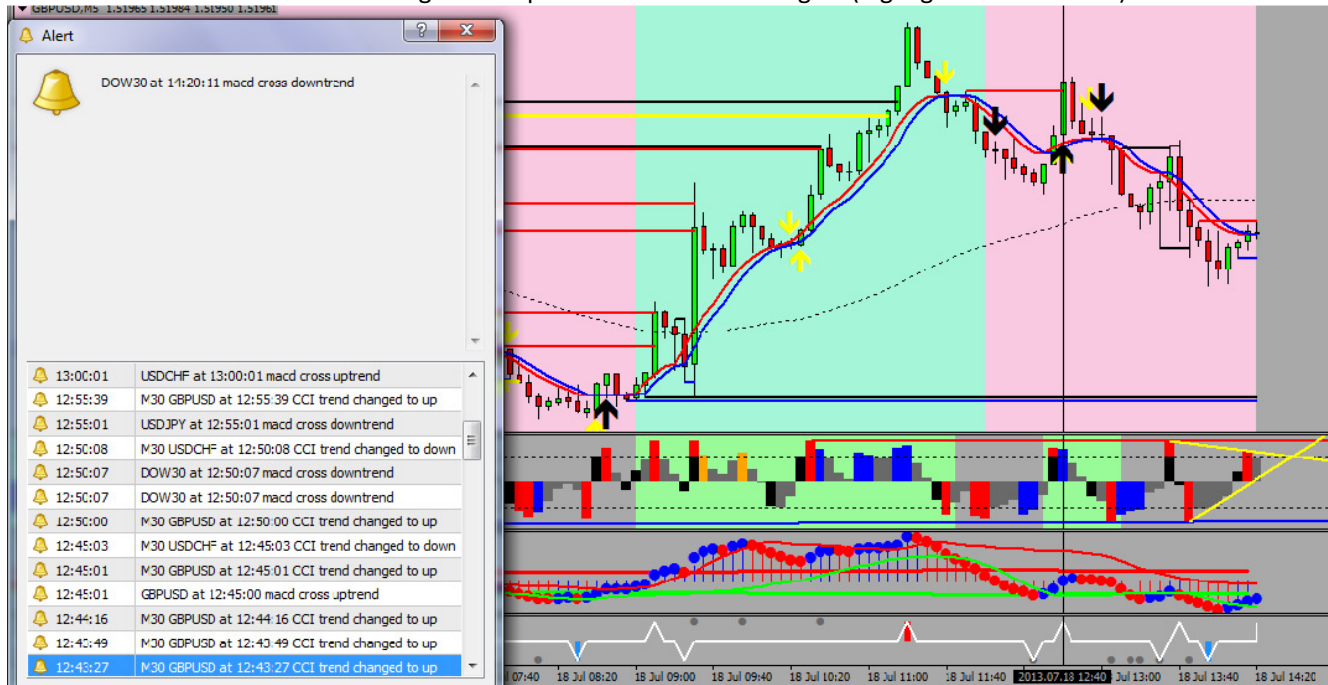 GBPUSD,M5 1.51965 1.51984 1.51950 1.51961
Alert
DOW30 at 14:20:11 macd cross downtrend
13:00:01 USDCHF at 13:00:01 macd cross uptrend
12:55:39 M30 GBPUSD at 12:55:39 CCI trend changed to up
12:55:01 USDJPY at 12:55:01 macd cross downtrend
12:50:08 M30 USDCHF at 12:50:08 CCI trend changed to down
12:50:07 DOW30 at 12:50:07 macd cross downtrend
12:50:07 DOW30 at 12:50:07 macd cross downtrend
12:50:00 M30 GBPUSD at 12:50:00 CCI trend changed to up
12:45:03 M30 USDCHF at 12:45:03 CCI trend changed to down
12:45:01 M30 GBPUSD at 12:45:01 CCI trend changed to up
12:45:01 GBPUSD at 12:45:00 macd cross uptrend
12:44:16 M30 GBPUSD at 12:44:16 CCI trend changed to up
12:43:49 M30 GBPUSD at 12:43:49 CCI trend changed to up
12:43:27 M30 GBPUSD at 12:43:27 CCI trend changed to up
07:40 18 Jul 08:20 18 Jul 09:00 18 Jul 09:40 18 Jul 10:20 18 Jul 11:00 18 Jul 11:40 2013.07.18 12:40 Jul 13:00 18 Jul 13:40 18 Jul 14:20